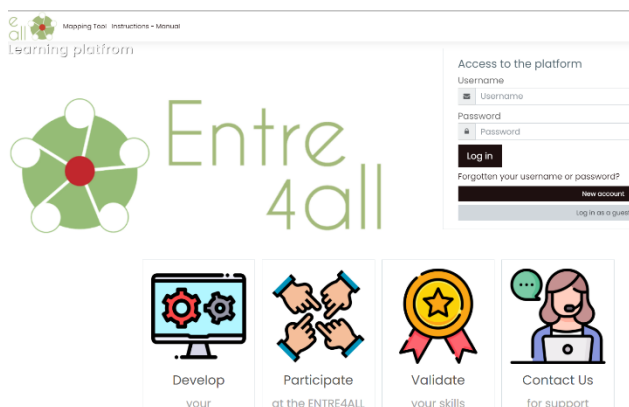 e
all
Mapping Tool Instructions - Manual
Learning platfrom
Entre
4all
Access to the platform
Username
Username
Password
Password
Log in
Forgotten your username or password?
New account
Log in as a guest
Develop
your
Participate
at the ENTRE4ALL
Validate
your skills
Contact Us
for support